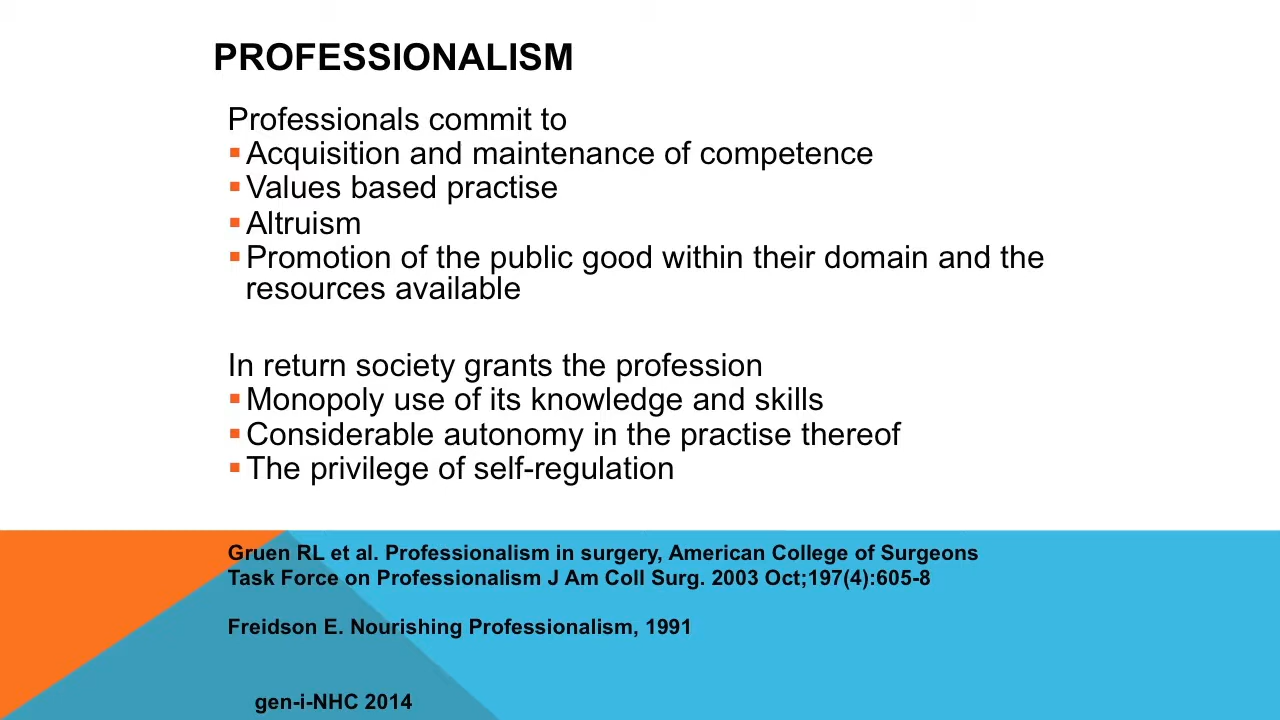 PROFESSIONALISM
Professionals commit to
▪Acquisition and maintenance of competence
▪Values based practise
▪Altruism
▪Promotion of the public good within their domain and the
resources available
In return society grants the profession
▪Monopoly use of its knowledge and skills
▪Considerable autonomy in the practise thereof
▪The privilege of self-regulation
Gruen RL et al. Professionalism in surgery, American College of Surgeons
Task Force on Professionalism J Am Coll Surg. 2003 Oct;197(4):605-8
Freidson E. Nourishing Professionalism, 1991
gen-i-NHC 2014